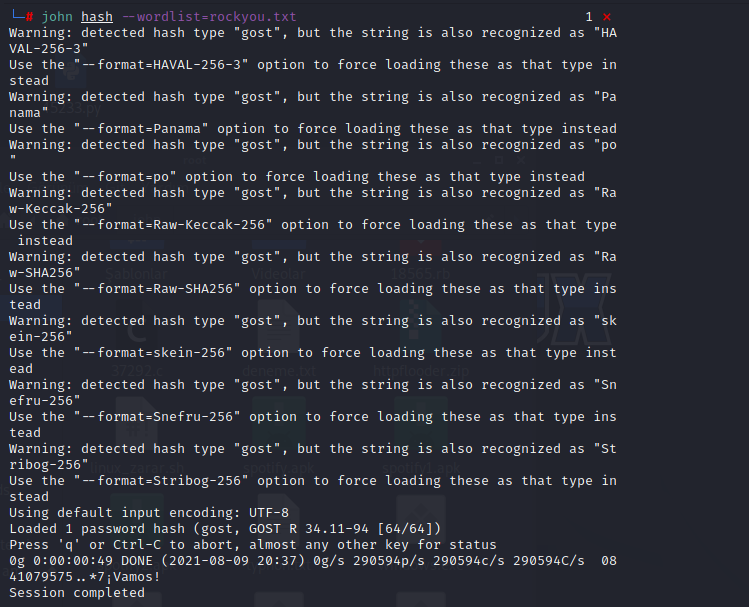 └─# john hash --wordlist=rockyou.txt 1 ⨯
Warning: detected hash type "gost", but the string is also recognized as "HA
VAL-256-3"
Use the "--format=HAVAL-256-3" option to force loading these as that type in
stead
Warning: detected hash type "gost", but the string is also recognized as "Pa
nama"
Use the "--format=Panama" option to force loading these as that type instead
Warning: detected hash type "gost", but the string is also recognized as "po
"
Use the "--format=po" option to force loading these as that type instead
Warning: detected hash type "gost", but the string is also recognized as "Ra
w-Keccak-256"
Use the "--format=Raw-Keccak-256" option to force loading these as that type
 instead
Warning: detected hash type "gost", but the string is also recognized as "Ra
w-SHA256"
Use the "--format=Raw-SHA256" option to force loading these as that type ins
tead
Warning: detected hash type "gost", but the string is also recognized as "sk
ein-256"
Use the "--format=skein-256" option to force loading these as that type inst
ead
Warning: detected hash type "gost", but the string is also recognized as "Sn
efru-256"
Use the "--format=Snefru-256" option to force loading these as that type ins
tead
Warning: detected hash type "gost", but the string is also recognized as "St
ribog-256"
Use the "--format=Stribog-256" option to force loading these as that type in
stead
Using default input encoding: UTF-8
Loaded 1 password hash (gost, GOST R 34.11-94 [64/64])
Press 'q' or Ctrl-C to abort, almost any other key for status
0g 0:00:00:49 DONE (2021-08-09 20:37) 0g/s 290594p/s 290594c/s 290594C/s  08
41079575..*7¡Vamos!
Session completed